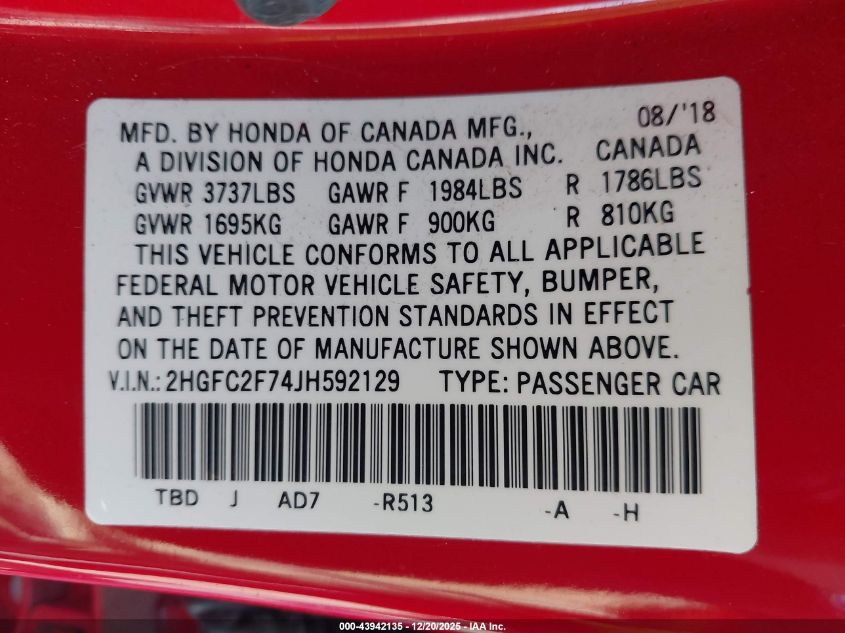 08/'18
MFD. BY HONDA OF CANADA MFG.,
A DIVISION OF HONDA CANADA INC. CANADA
GVWR 3737LBS GAWR F 1984LBS R 1786LBS
GVWR 1695KG GAWR F 900KG R 810KG
THIS VEHICLE CONFORMS TO ALL APPLICABLE
FEDERAL MOTOR VEHICLE SAFETY, BUMPER,
AND THEFT PREVENTION STANDARDS IN EFFECT
ON THE DATE OF MANUFACTURE SHOWN ABOVE.
V.I.N.: 2HGFC2F74JH592129 TYPE: PASSENGER CAR
TBD J AD7 -R513 -A -H
000-43942135 - 12/20/2025 - IAA Inc.